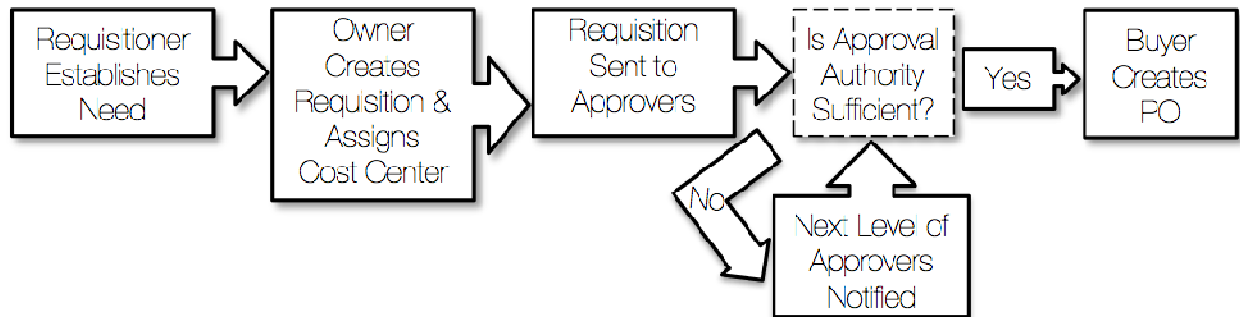 Requistioner
Establishes
Need
Owner
Creates
Requisition &
Assigns
Cost Center
Requisition
Sent to
Approvers
Is Approval
Authority
Sufficient?
Yes
Buyer
Creates
PO
No
Next Level of
Approvers
Notified